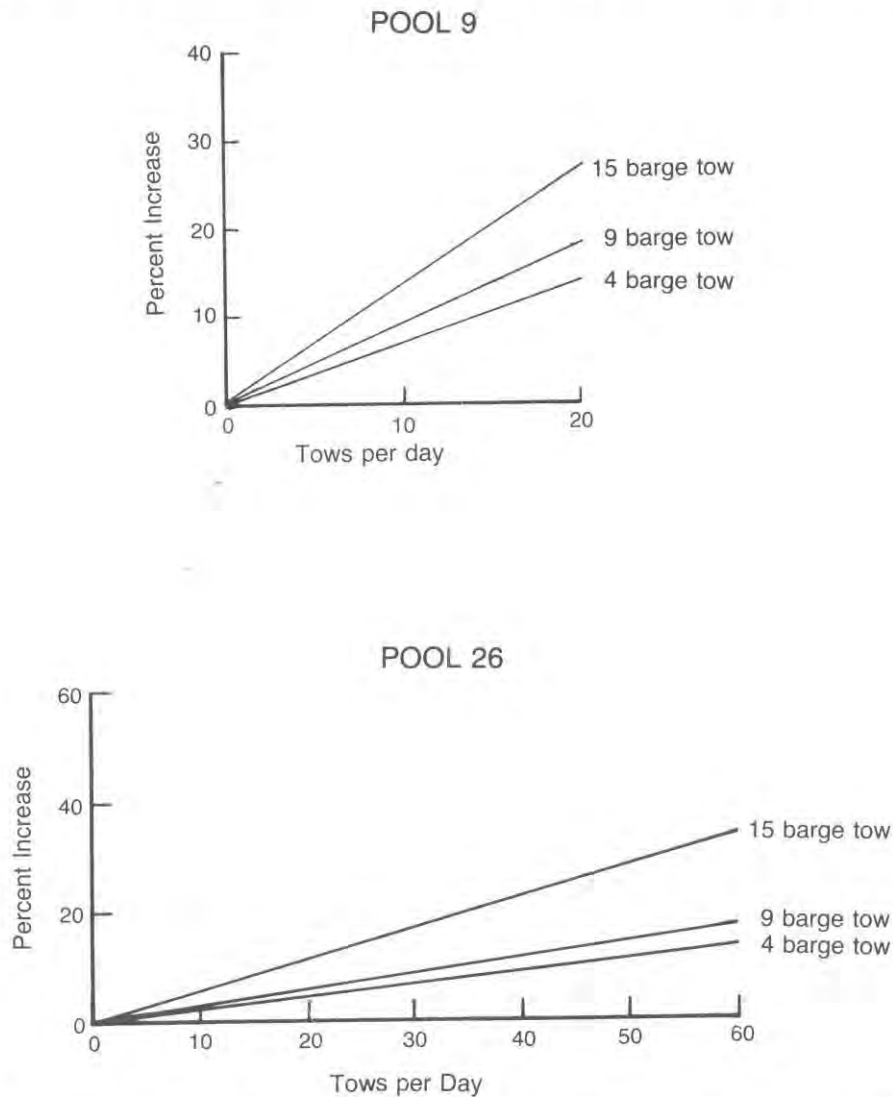 POOL 9
40
30
20
10
0
Percent Increase
15 barge tow
9 barge tow
4 barge tow
0 10 20
Tows per day
POOL 26
60
40
20
0
Percent Increase
15 barge tow
9 barge tow
4 barge tow
0 10 20 30 40 50 60
Tows per Day